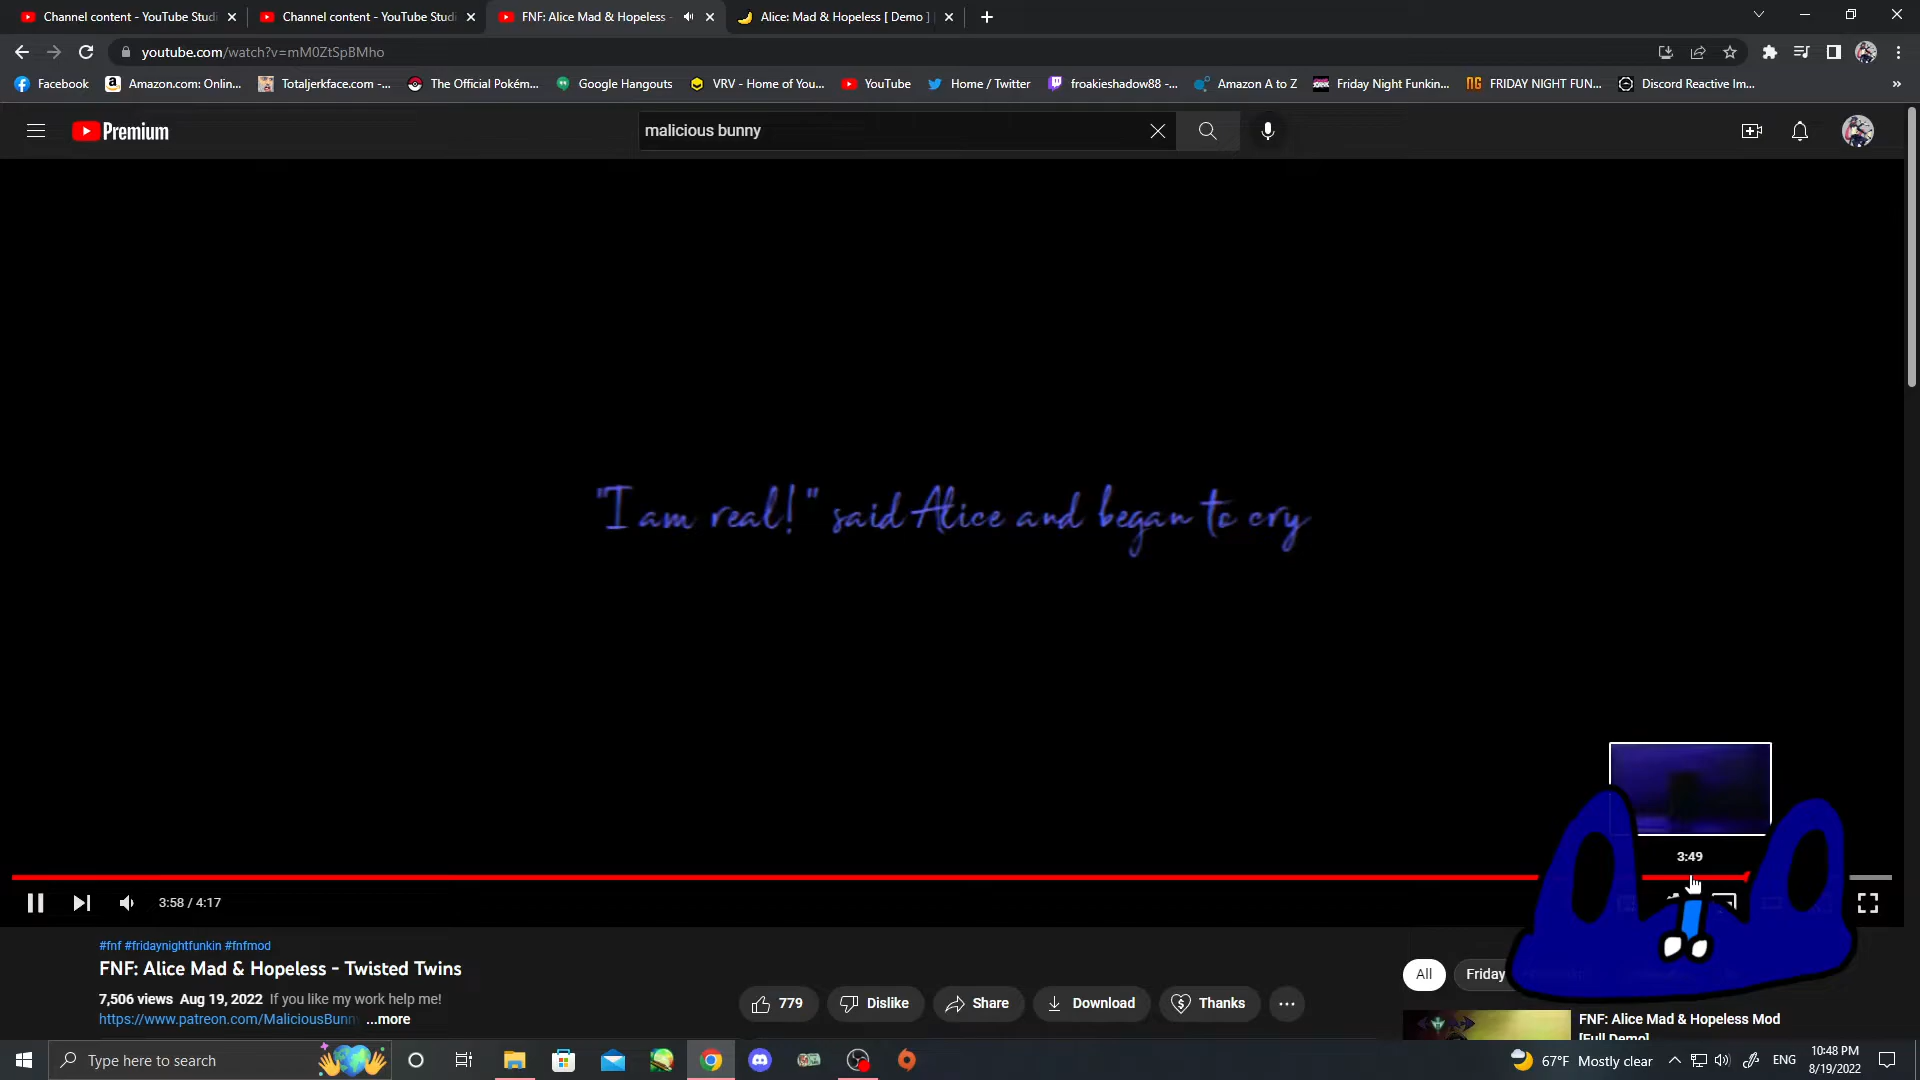 Channel content - YouTube Studi
Channel content - YouTube Studi
FNF: Alice Mad & Hopeless -
Alice: Mad & Hopeless [ Demo ] |
youtube.com/watch?v=mM0ZtSpBMho
Facebook
Amazon.com: Onlin...
Totaljerkface.com -...
The Official Pokém...
Google Hangouts
VRV - Home of You...
YouTube
Home / Twitter
froakieshadow88 -...
Amazon A to Z
Friday Night Funkin...
FRIDAY NIGHT FUN...
Discord Reactive Im...
»
Premium
malicious bunny
"I am real!" said Alice and began to cry
3:49
3:58 / 4:17
#fnf #fridaynightfunkin #fnfmod
FNF: Alice Mad & Hopeless - Twisted Twins
7,506 views Aug 19, 2022 If you like my work help me!
https://www.patreon.com/MaliciousBunn ...more
779
Dislike
Share
Download
Thanks
All
Friday
FNF: Alice Mad & Hopeless Mod
[Full Demo]
Type here to search
67°F Mostly clear
ENG
10:48 PM
8/19/2022